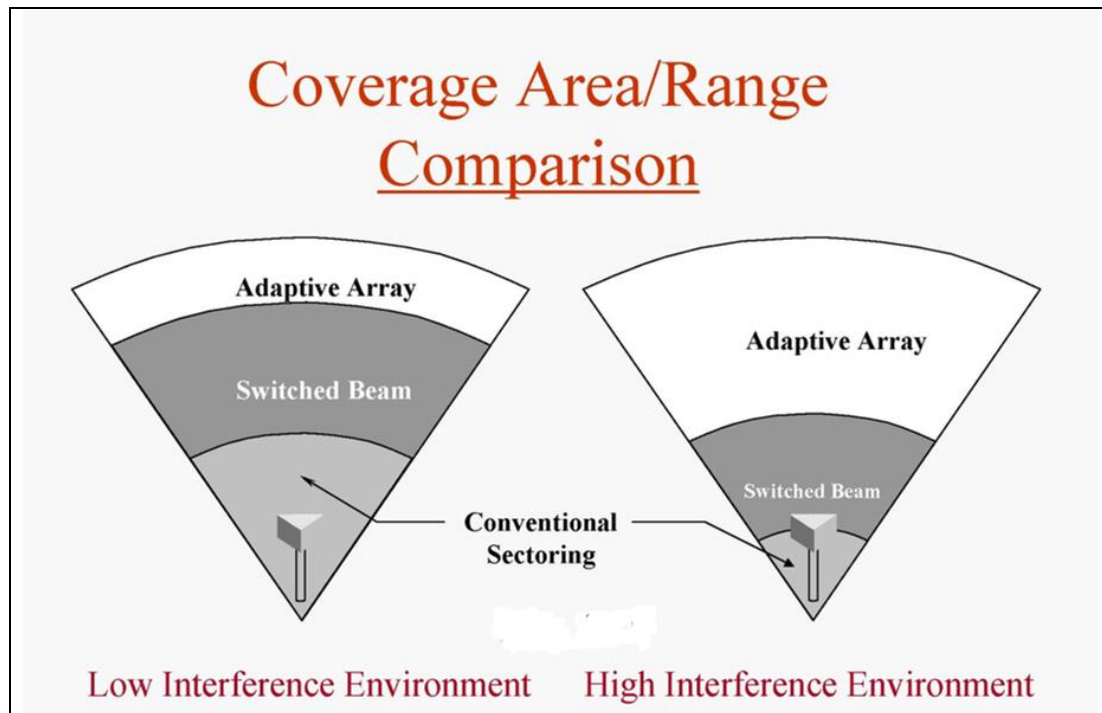 Coverage Area/Range
Comparison
Adaptive Array
Switched Beam
Adaptive Array
Switched Beam
Conventional
Sectoring
Low Interference Environment
High Interference Environment